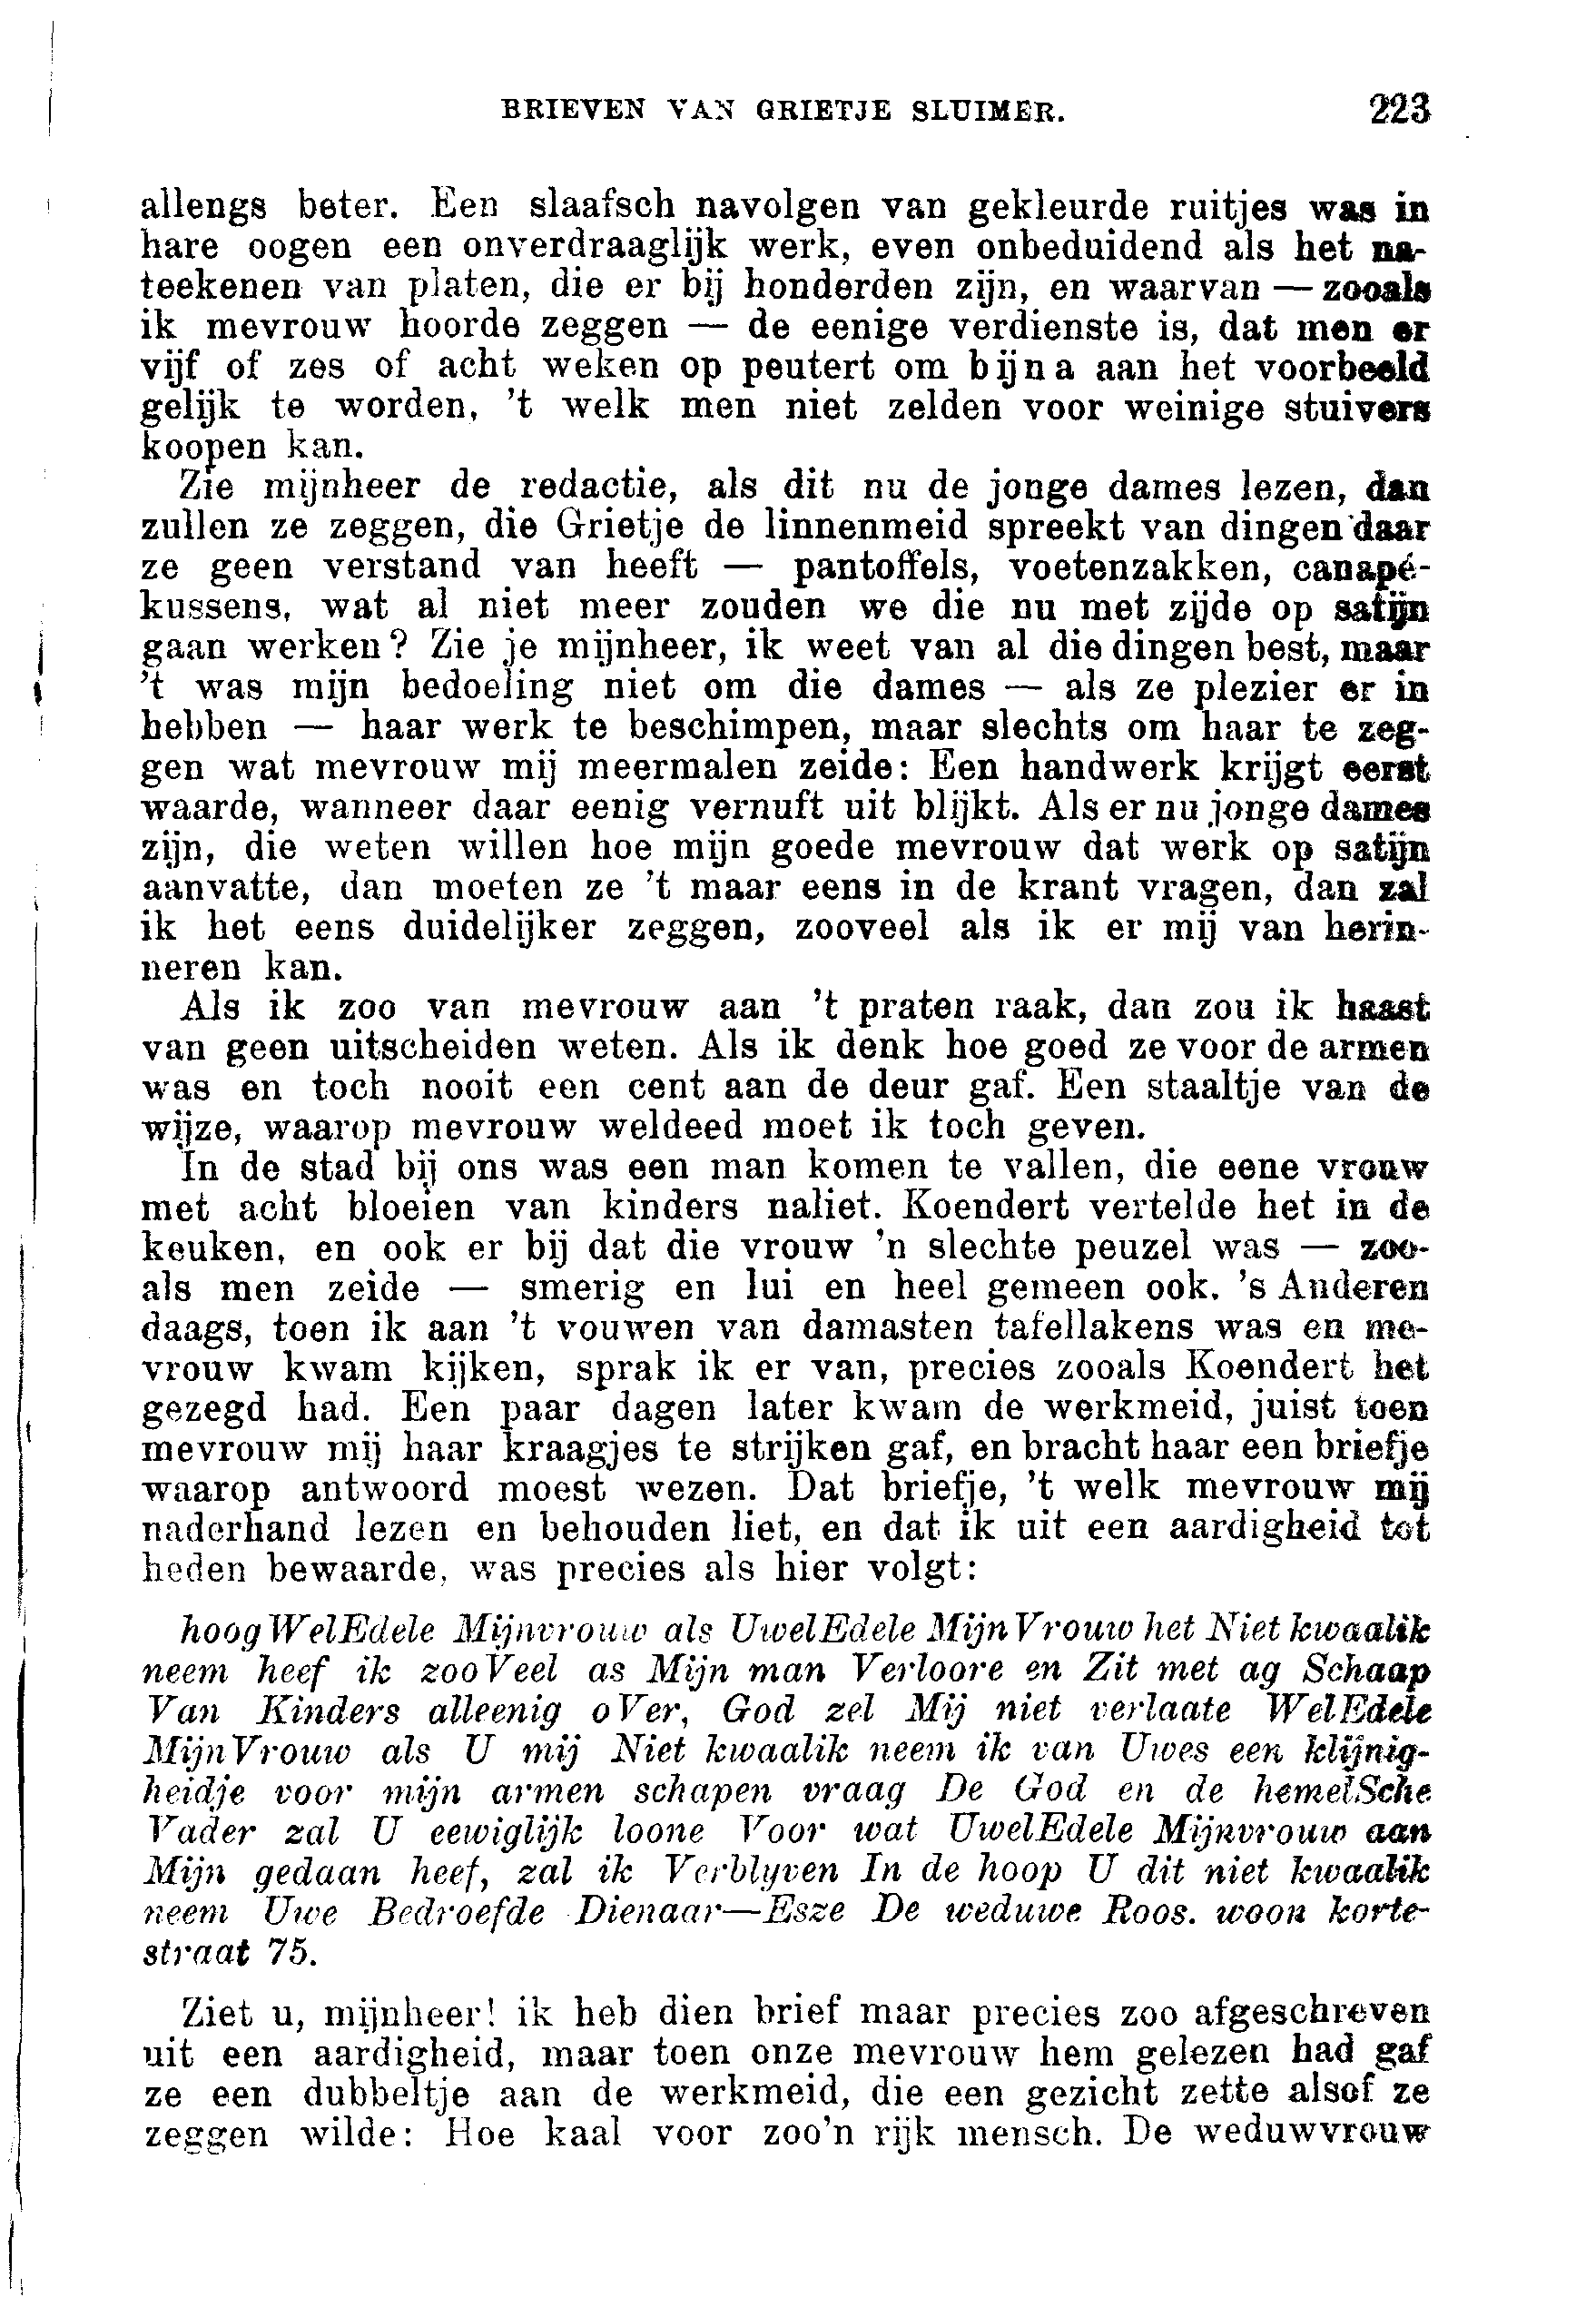 BRIEVEN VAN GRIETJE SLUIMER. 223
allengs beter. Een slaafsch navolgen van gekleurde ruitjes was in
hare oogen een onverdraaglijk werk, even onbeduidend als het na-
teekenen van platen, die er bij honderden zijn, en waarvan — zooals
ik mevrouw hoorde zeggen — de eenige verdienste is, dat men er
vijf of zes of acht weken op peutert om bijna aan het voorbeeld
gelijk te worden, 't welk men niet zelden voor weinige stuivers
koopen kan.
Zie mijnheer de redactie, als dit nu de jonge dames lezen, dan
zullen ze zeggen, die Grietje de linnenmeid spreekt van dingen daar
ze geen verstand van heeft — pantoffels, voetenzakken, canapé-
kussens, wat al niet meer zouden we die nu met zijde op satijn
gaan werken? Zie je mijnheer, ik weet van al die dingen best, maar
't was mijn bedoeling niet om die dames — als ze plezier er in
hebben — haar werk te beschimpen, maar slechts om haar te zeg-
gen wat mevrouw mij meermalen zeide: Een handwerk krijgt eerst
waarde, wanneer daar eenig vernuft uit blijkt. Als er nu jonge dames
zijn, die weten willen hoe mijn goede mevrouw dat werk op satijn
aanvatte, dan moeten ze 't maar eens in de krant vragen, dan zal
ik het eens duidelijker zeggen, zooveel als ik er mij van herin-
neren kan.
Als ik zoo van mevrouw aan 't praten raak, dan zou ik haast
van geen uitscheiden weten. Als ik denk hoe goed ze voor de armen
was en toch nooit een cent aan de deur gaf. Een staaltje van de
wijze, waarop mevrouw weldeed moet ik toch geven.
In de stad bij ons was een man komen te vallen, die eene vrouw
met acht bloeien van kinders naliet. Koendert vertelde het in de
keuken, en ook er bij dat die vrouw 'n slechte peuzel was — zoo-
als men zeide — smerig en lui en heel gemeen ook. 's Anderen
daags, toen ik aan 't vouwen van damasten tafellakens was en me-
vrouw kwam kijken, sprak ik er van, precies zooals Koendert het
gezegd had. Een paar dagen later kwam de werkmeid, juist toen
mevrouw mij haar kraagjes te strijken gaf, en bracht haar een briefje
waarop antwoord moest wezen. Dat briefje, 't welk mevrouw mij
naderhand lezen en behouden liet, en dat ik uit een aardigheid tot
heden bewaarde, was precies als hier volgt:
hoog WelEdele Mijnvrouw als UwelEdele Mijn Vrouw het Niet kwaalik
neem heef ik zoo Veel as Mijn man Verloore en Zit met ag Schaap
Van Kinders alleenig oVer, God zel Mij niet verlaate WelEdele
Mijn Vrouw als U mij Niet kwaalik neem ik van Uwes een klijnig-
heidje voor mijn armen schapen vraag De God en de hemelSche
Vader zal U eewiglijk loone Voor wat UwelEdele Mijnvrouw aan
Mijn gedaan heef, zal ik Verblyven In de hoop U dit niet kwaalik
neem Uwe Bedroefde Dienaar—Esze De weduwe Roos. woon korte-
straat 75.
Ziet u, mijnheer! ik heb dien brief maar precies zoo afgeschreven
uit een aardigheid, maar toen onze mevrouw hem gelezen had gaf
ze een dubbeltje aan de werkmeid, die een gezicht zette alsof ze
zeggen wilde: Hoe kaal voor zoo'n rijk mensch. De weduwvrouw